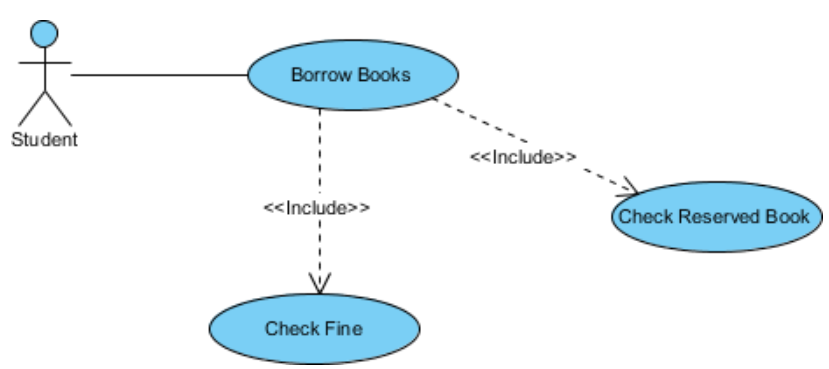 Borrow Books
Student
<<Include>>
<<Include>>
Check Reserved Book
Check Fine